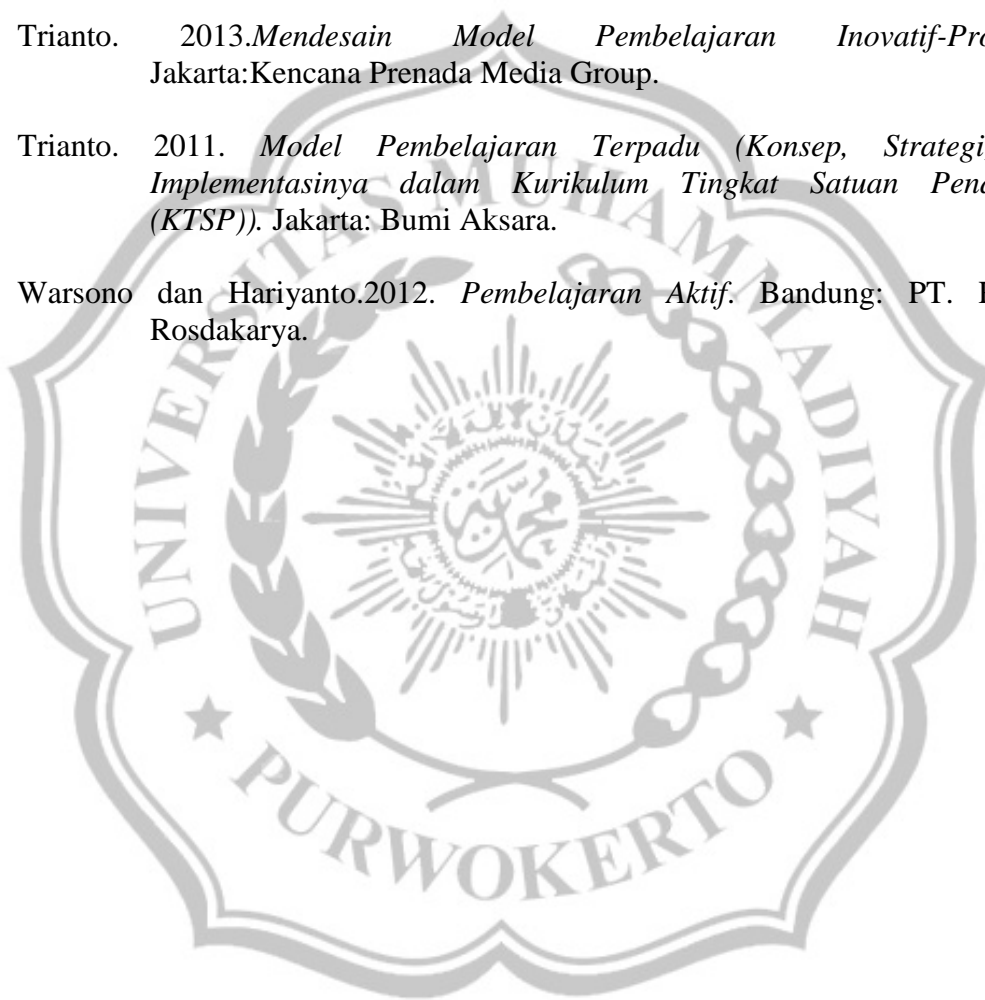 Trianto. 2013.Mendesain Model Pembelajaran Inovatif-Pro
Jakarta:Kencana Prenada Media Group.
Trianto. 2011. Model Pembelajaran Terpadu (Konsep, Strategi,
Implementasinya dalam Kurikulum Tingkat Satuan Pend
(KTSP)). Jakarta: Bumi Aksara.
Warsono dan Hariyanto.2012. Pembelajaran Aktif. Bandung: PT.
Rosdakarya.
UNIVERSITAS MUHAMMADIYAH
PURWOKERTO